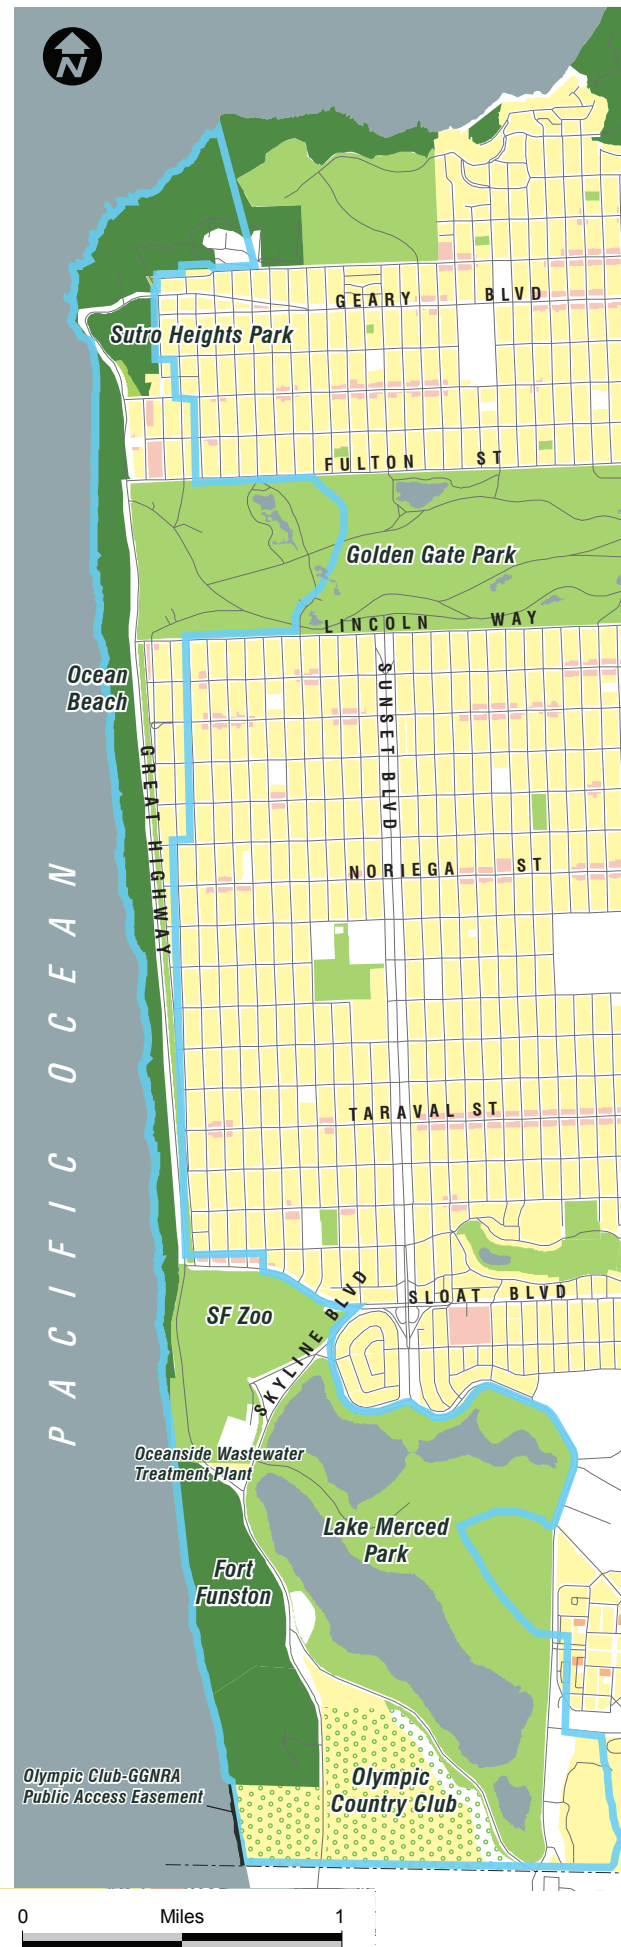 N
GEARY BLVD
Sutro Heights Park
FULTON ST
Golden Gate Park
LINCOLN WAY
Ocean
Beach
SUNSET BLVD
GREAT HIGHWAY
NORIEGA ST
PACIFIC OCEAN
TARAVAL ST
SLOAT BLVD
SF Zoo
SKYLINE BLVD
Oceanside Wastewater
Treatment Plant
Lake Merced
Park
Fort
Funston
Olympic Club-GGNRA
Public Access Easement
Olympic
Country Club
0 Miles 1